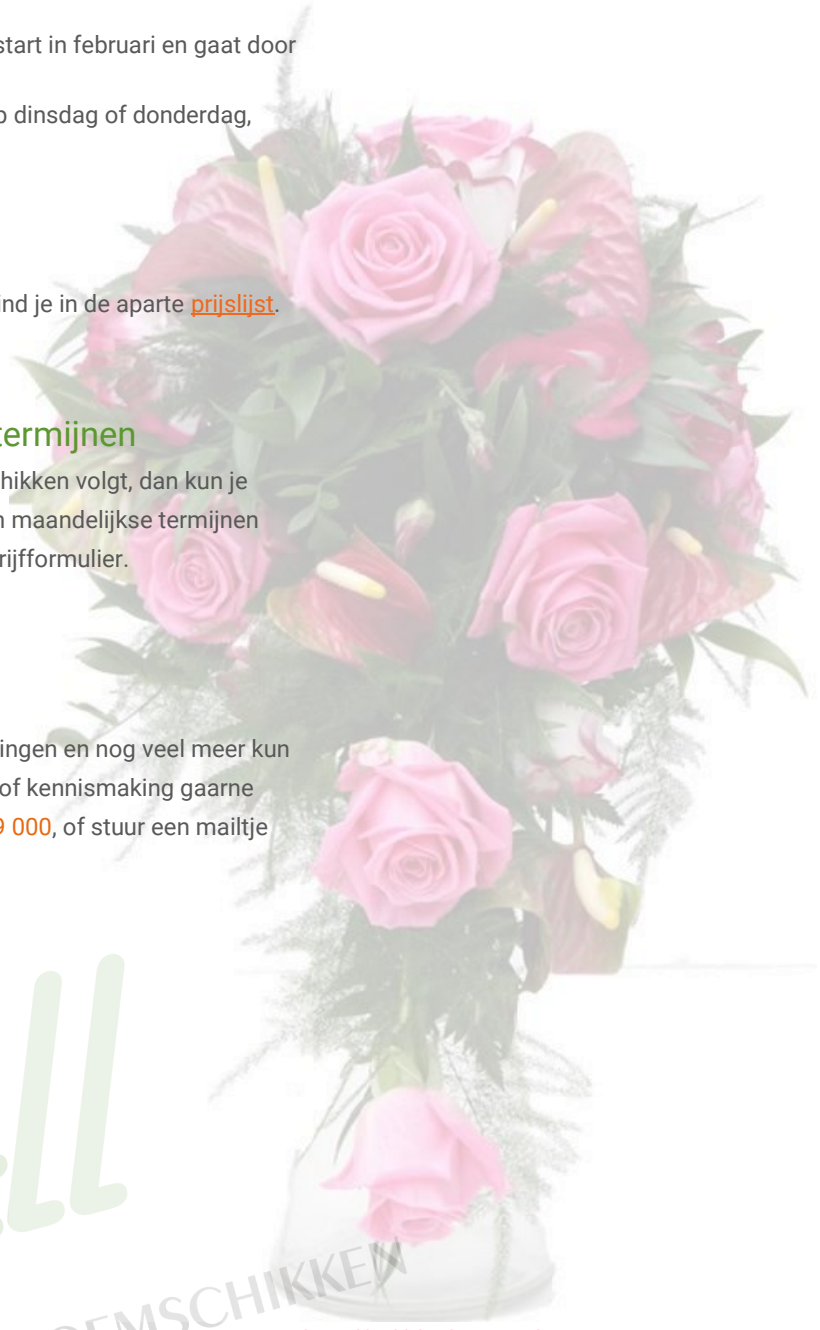 start in februari en gaat door
dinsdag of donderdag,
ind je in de aparte prijslijst.
termijnen
hikken volgt, dan kun je
maandelijkse termijnen
rijfformulier.
ingen en nog veel meer kun
of kennismaking gaarne
9 000, of stuur een mailtje
ll
OEMSCHIKKEN